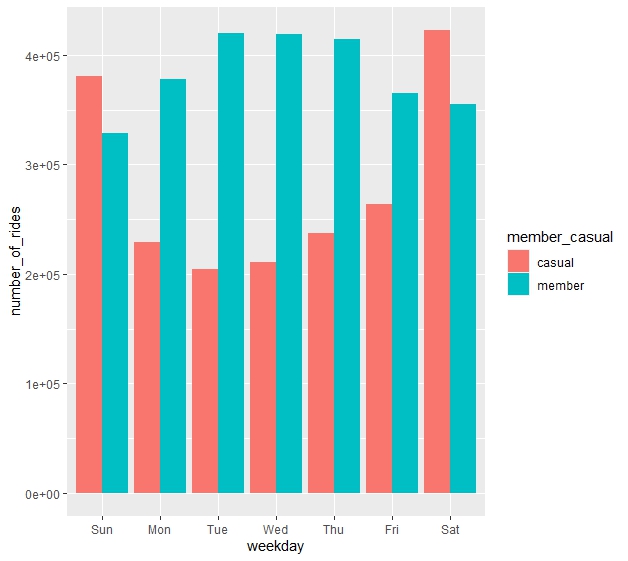 4e+05
3e+05
2e+05
1e+05
0e+00
number_of_rides
Sun Mon Tue Wed Thu Fri Sat
weekday
member_casual
casual
member